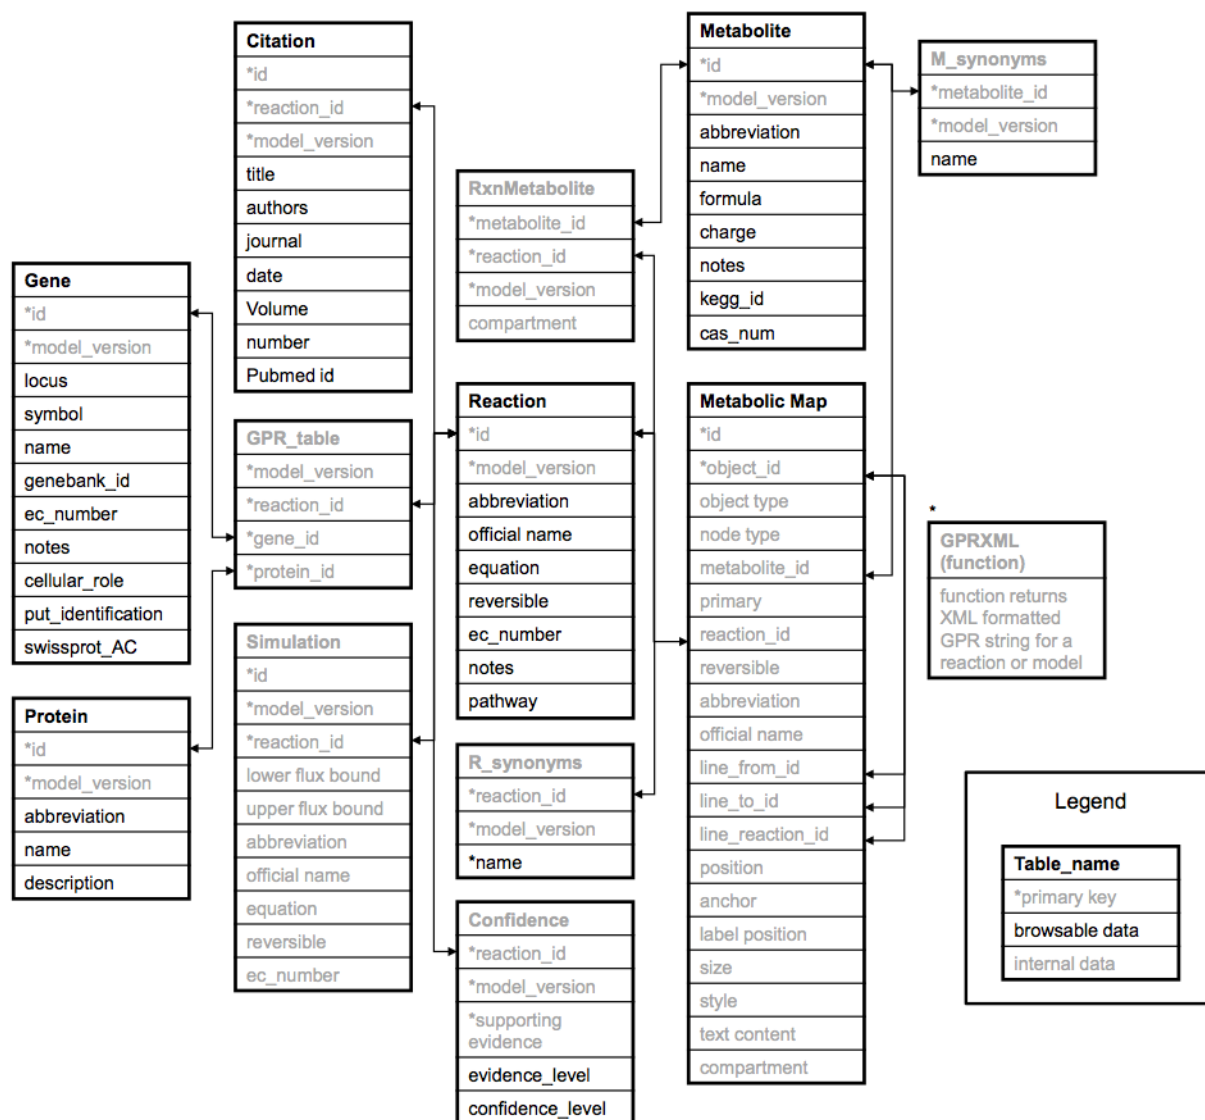 Citation
*id
*reaction_id
*model_version
title
authors
journal
date
Volume
number
Pubmed id
Metabolite
*id
*model_version
abbreviation
name
formula
charge
notes
kegg_id
cas_num
M_synonyms
*metabolite_id
*model_version
name
RxnMetabolite
*metabolite_id
*reaction_id
*model_version
compartment
Gene
*id
*model_version
locus
symbol
name
genebank_id
ec_number
notes
cellular_role
put_identification
swissprot_AC
GPR_table
*model_version
*reaction_id
*gene_id
*protein_id
Reaction
*id
*model_version
abbreviation
official name
equation
reversible
ec_number
notes
pathway
Metabolic Map
*id
*object_id
object type
node type
metabolite_id
primary
reaction_id
reversible
abbreviation
official name
line_from_id
line_to_id
line_reaction_id
position
anchor
label position
size
style
text content
compartment
*
GPRXML
(function)
function returns
XML formatted
GPR string for a
reaction or model
Protein
*id
*model_version
abbreviation
name
description
Simulation
*id
*model_version
*reaction_id
lower flux bound
upper flux bound
abbreviation
official name
equation
reversible
ec_number
R_synonyms
*reaction_id
*model_version
*name
Confidence
*reaction_id
*model_version
*supporting
evidence
evidence_level
confidence_level
Legend
Table_name
*primary key
browsable data
internal data